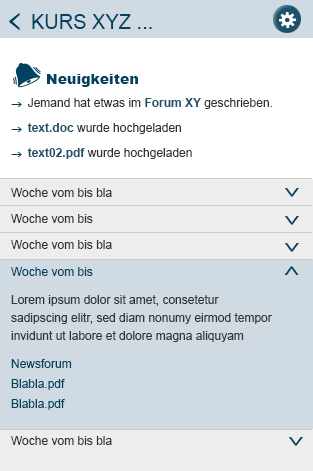 KURS XYZ ...
Neuigkeiten
→ Jemand hat etwas im Forum XY geschrieben.
→ text.doc wurde hochgeladen
→ text02.pdf wurde hochgeladen
Woche vom bis bla
Woche vom bis
Woche vom bis bla
Woche vom bis
Lorem ipsum dolor sit amet, consetetur
sadipscing elitr, sed diam nonumy eirmod tempor
invidunt ut labore et dolore magna aliquyam
Newsforum
Blabla.pdf
Blabla.pdf
Woche vom bis bla